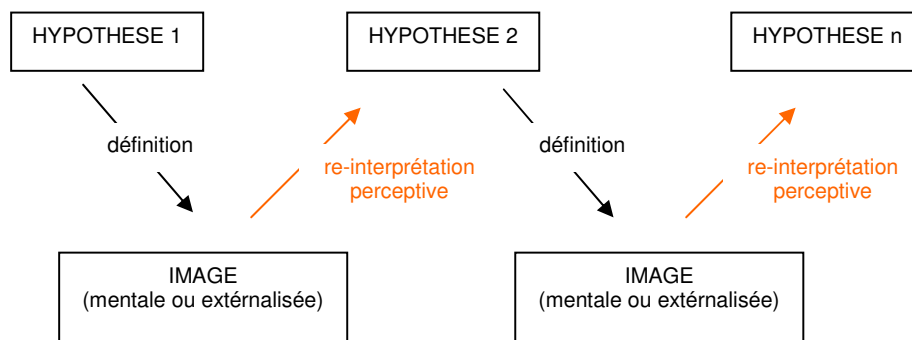 HYPOTHESE 1
HYPOTHESE 2
HYPOTHESE n
définition
re-interprétation
perceptive
définition
re-interprétation
perceptive
IMAGE
(mentale ou extérnalisée)
IMAGE
(mentale ou extérnalisée)